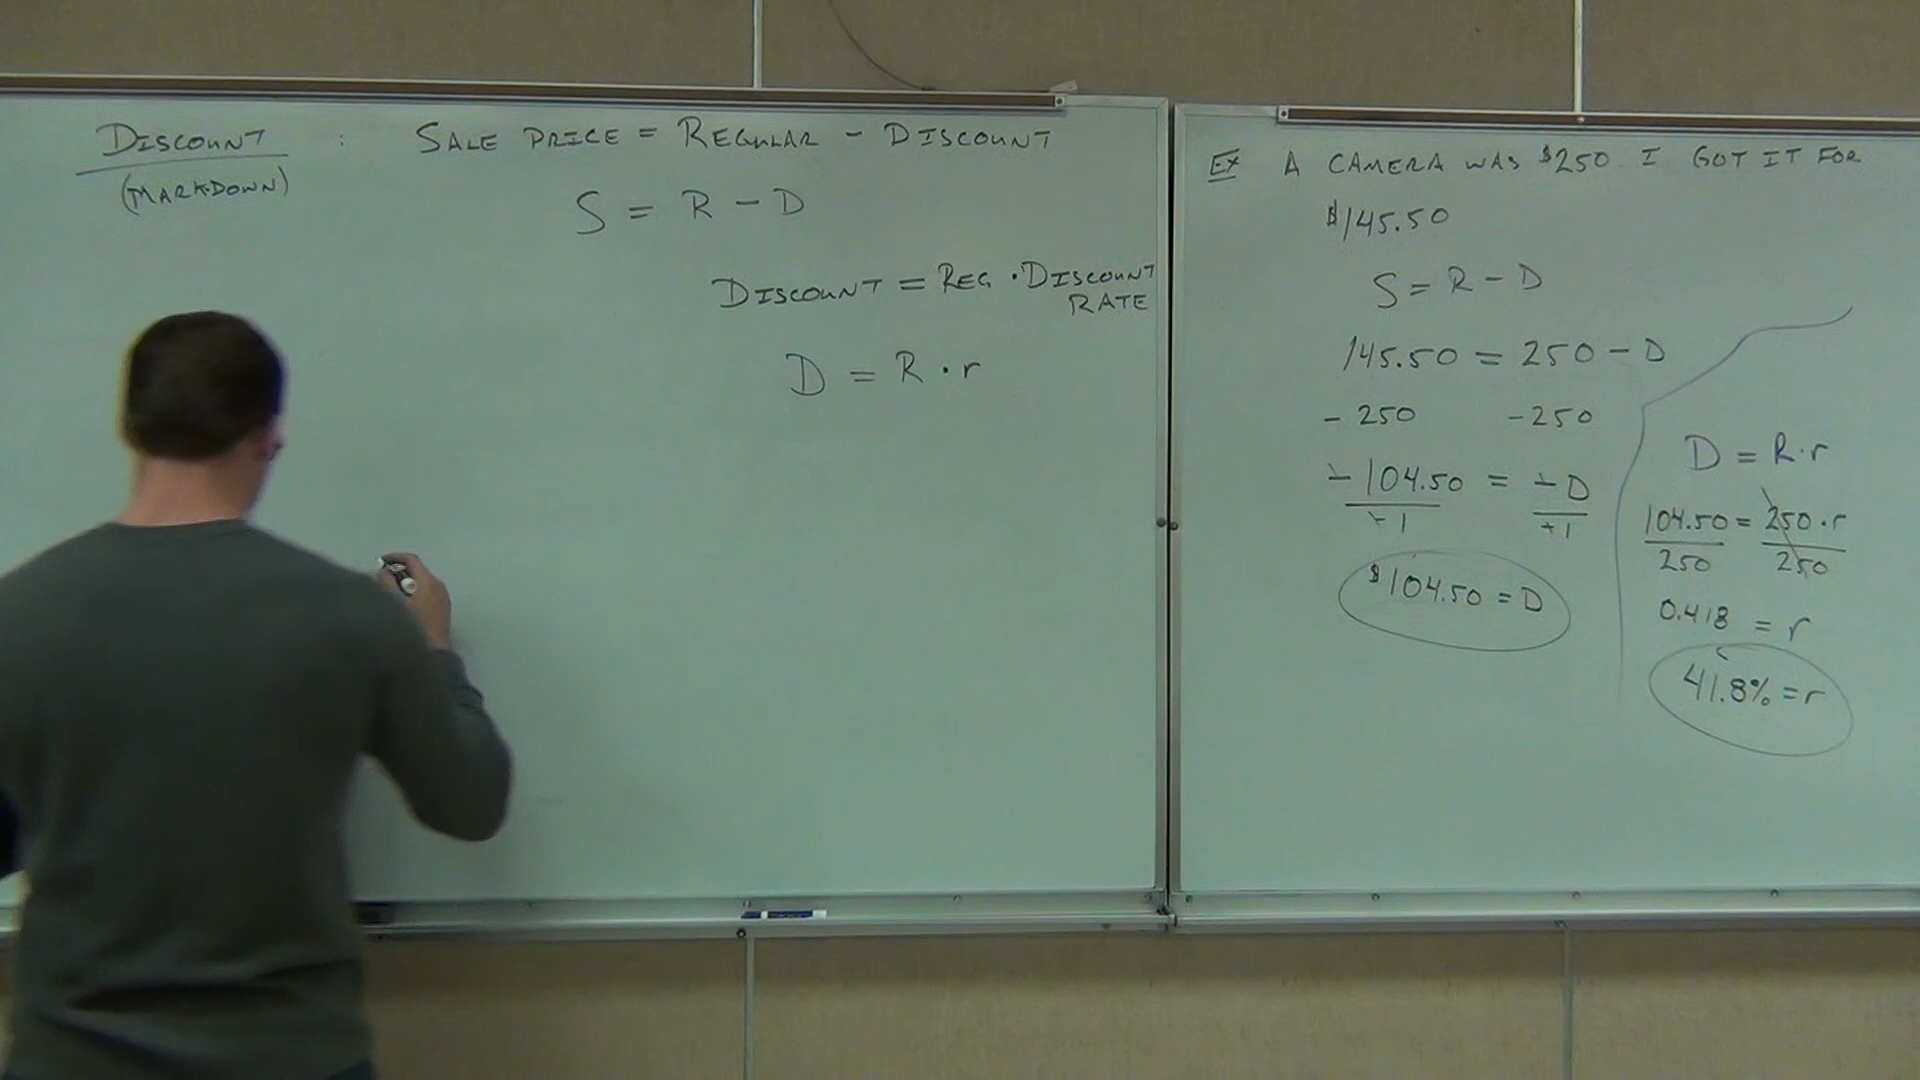 DISCOUNT : SALE PRICE = REGULAR - DISCOUNT
(MARKDOWN)
S = R - D
DISCOUNT = REG. · DISCOUNT
RATE
D = R · r
EX A CAMERA WAS $250. I GOT IT FOR
$145.50
S = R - D
145.50 = 250 - D
- 250 - 250
- 104.50 = - D
-1 -1
$104.50 = D
D = R · r
104.50 = 250 · r
250 250
0.418 = r
41.8% = r